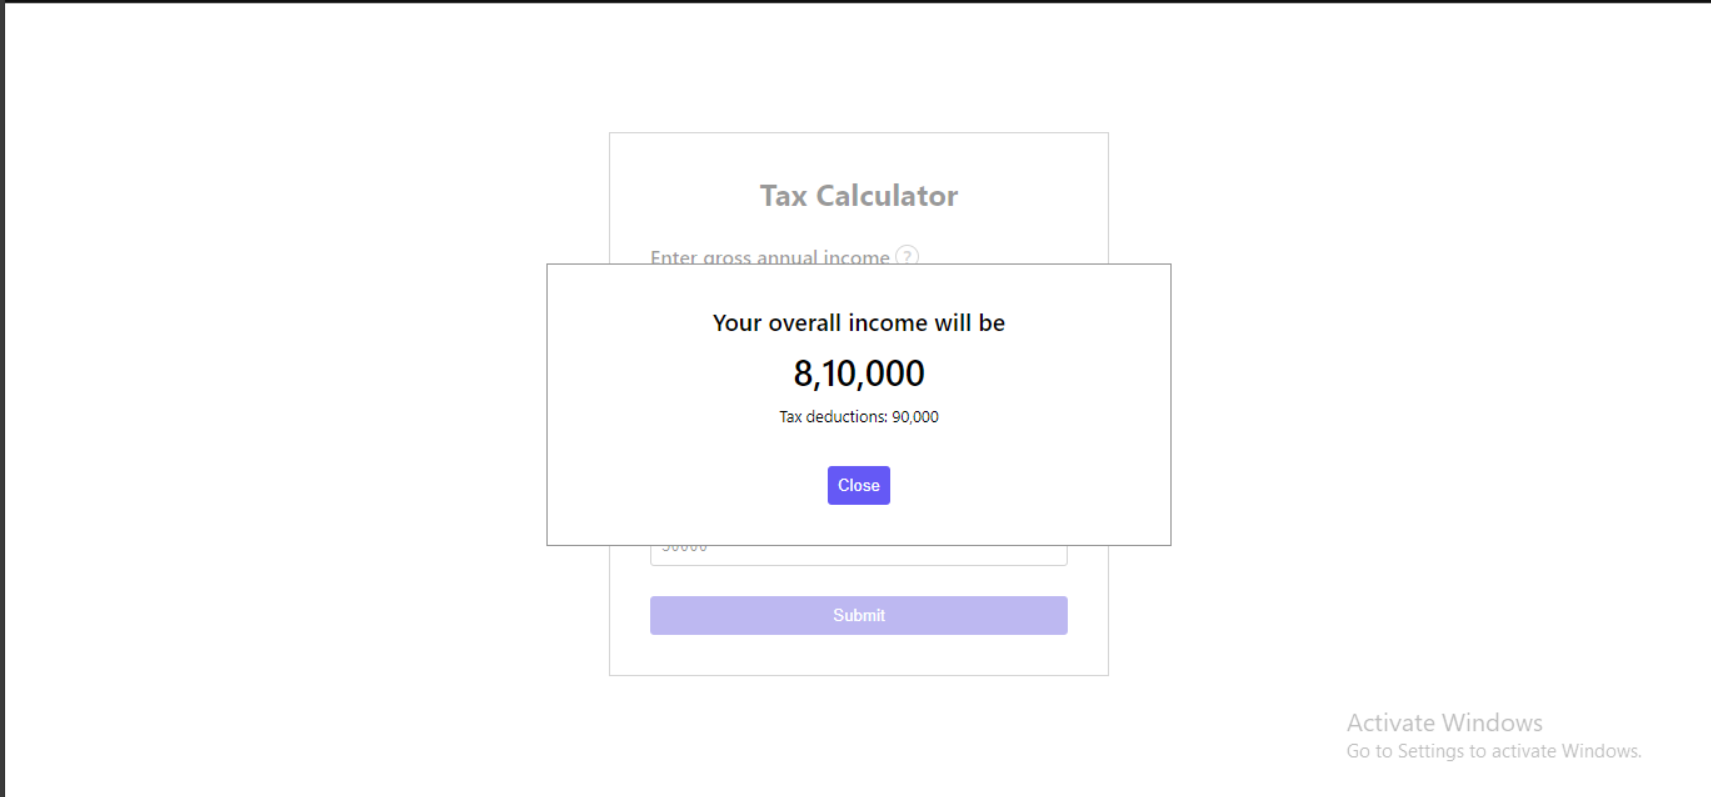 Tax Calculator
Enter gross annual income ?
Your overall income will be
8,10,000
Tax deductions: 90,000
Close
Submit
Activate Windows
Go to Settings to activate Windows.